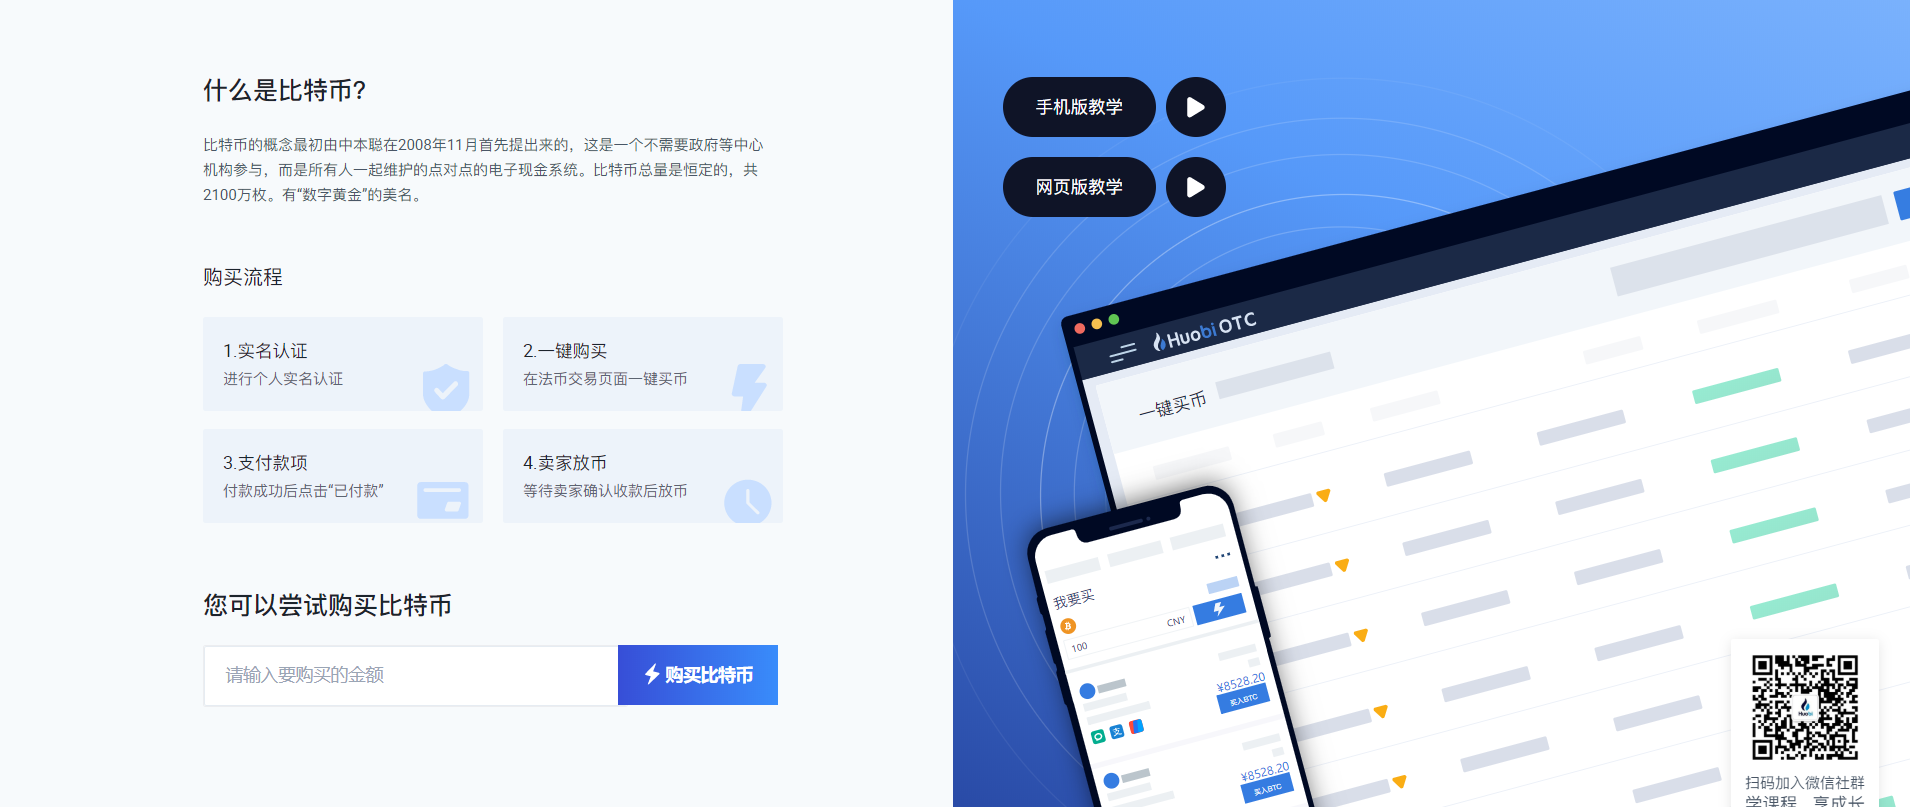 什么是比特币?
比特币的概念最初由中本聪在2008年11月首先提出来的，这是一个不需要政府等中心
机构参与，而是所有人一起维护的点对点的电子现金系统。比特币总量是恒定的，共
2100万枚。有“数字黄金”的美名。
购买流程
1.实名认证
进行个人实名认证
2.一键购买
在法币交易页面一键买币
3.支付款项
付款成功后点击“已付款”
4.卖家放币
等待卖家确认收款后放币
您可以尝试购买比特币
请输入要购买的金额
购买比特币
手机版教学
网页版教学
Huobi OTC
一键买币
我要买
CNY
100
¥8528.20
买入BTC
支
¥8528.20
买入BTC
Huobi
扫码加入微信社群
学课程，享成长